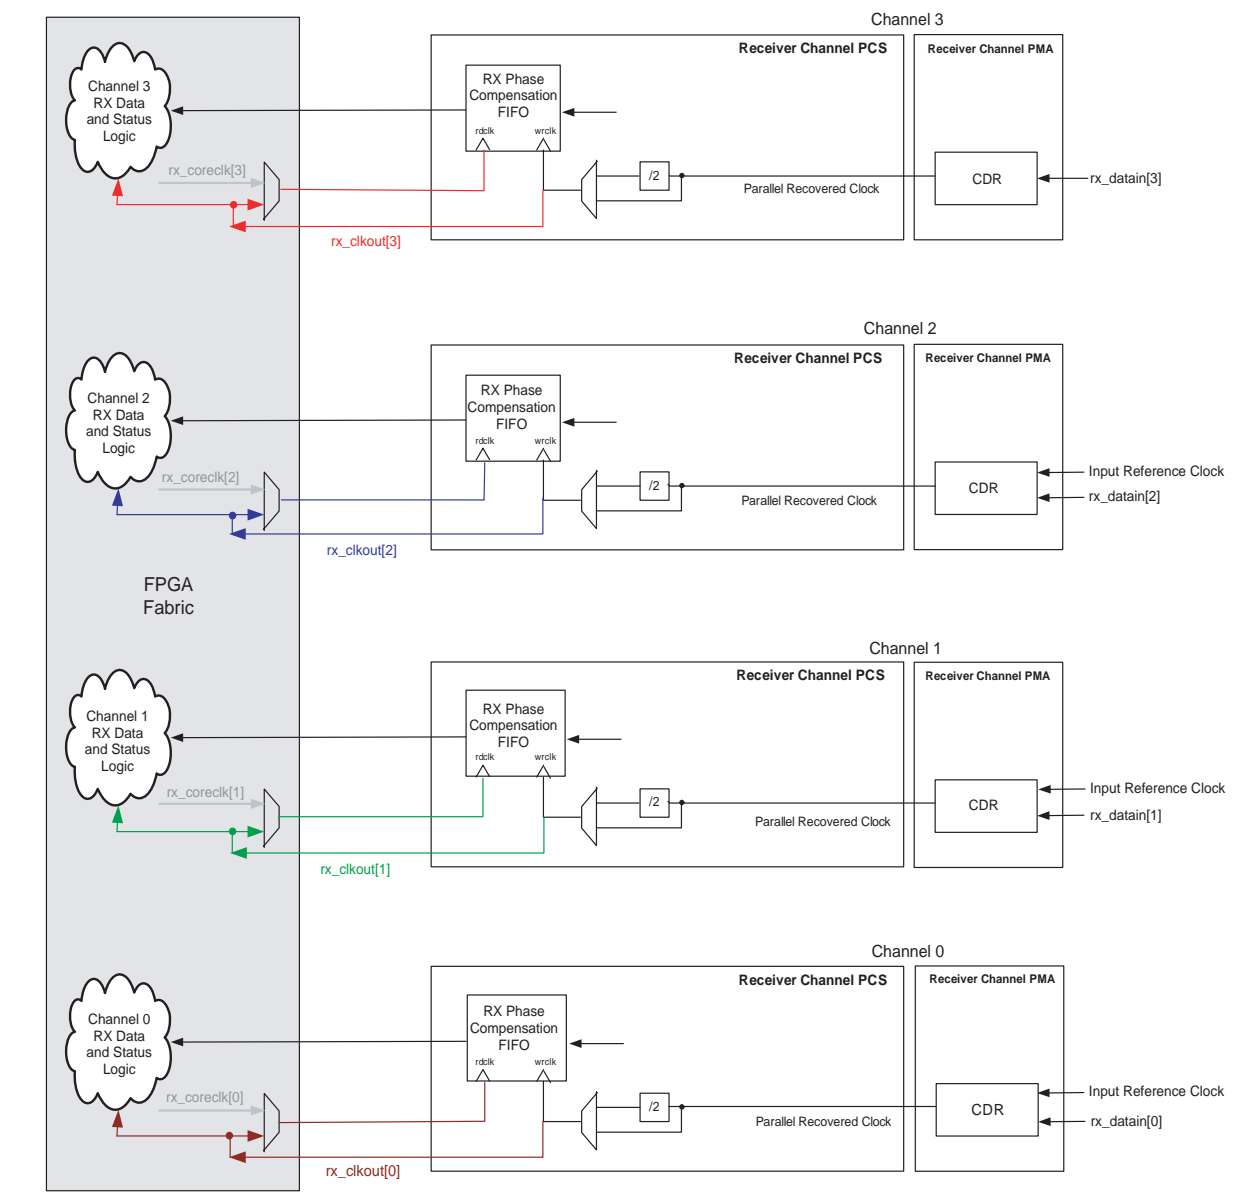 Channel 3
Receiver Channel PCS
Receiver Channel PMA
Channel 3
RX Data
and Status
Logic
RX Phase
Compensation
FIFO
rdclk
wrclk
rx_coreclk[3]
/2
Parallel Recovered Clock
CDR
rx_datain[3]
rx_clkout[3]
Channel 2
Receiver Channel PCS
Receiver Channel PMA
Channel 2
RX Data
and Status
Logic
RX Phase
Compensation
FIFO
rdclk
wrclk
rx_coreclk[2]
/2
Parallel Recovered Clock
CDR
Input Reference Clock
rx_datain[2]
rx_clkout[2]
FPGA
Fabric
Channel 1
Receiver Channel PCS
Receiver Channel PMA
Channel 1
RX Data
and Status
Logic
RX Phase
Compensation
FIFO
rdclk
wrclk
rx_coreclk[1]
/2
Parallel Recovered Clock
CDR
Input Reference Clock
rx_datain[1]
rx_clkout[1]
Channel 0
Receiver Channel PCS
Receiver Channel PMA
Channel 0
RX Data
and Status
Logic
RX Phase
Compensation
FIFO
rdclk
wrclk
rx_coreclk[0]
/2
Parallel Recovered Clock
CDR
Input Reference Clock
rx_datain[0]
rx_clkout[0]